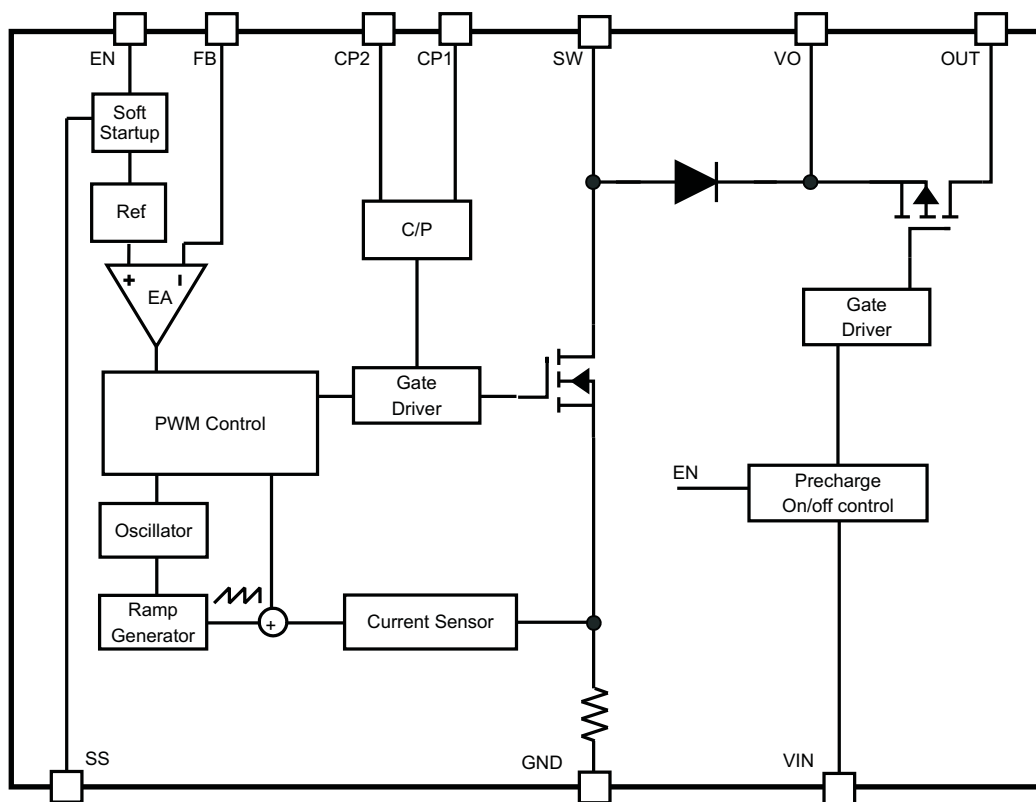 EN
FB
CP2
CP1
SW
VO
OUT
Soft
Startup
Ref
C/P
+
-
EA
Gate
Driver
Gate
Driver
PWM Control
EN
Precharge
On/off control
Oscillator
Ramp
Generator
+
Current Sensor
SS
GND
VIN